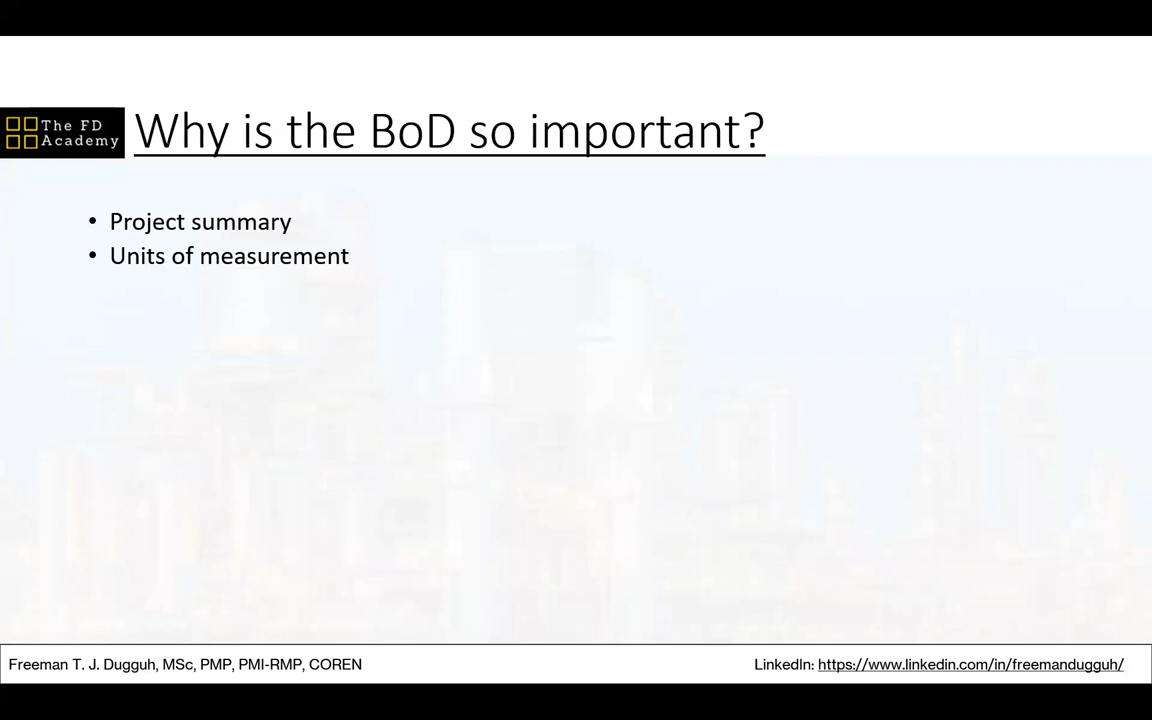 The FD
Academy
Why is the BoD so important?
• Project summary
• Units of measurement
Freeman T. J. Dugguh, MSc, PMP, PMI-RMP, COREN
LinkedIn: https://www.linkedin.com/in/freemandugguh/